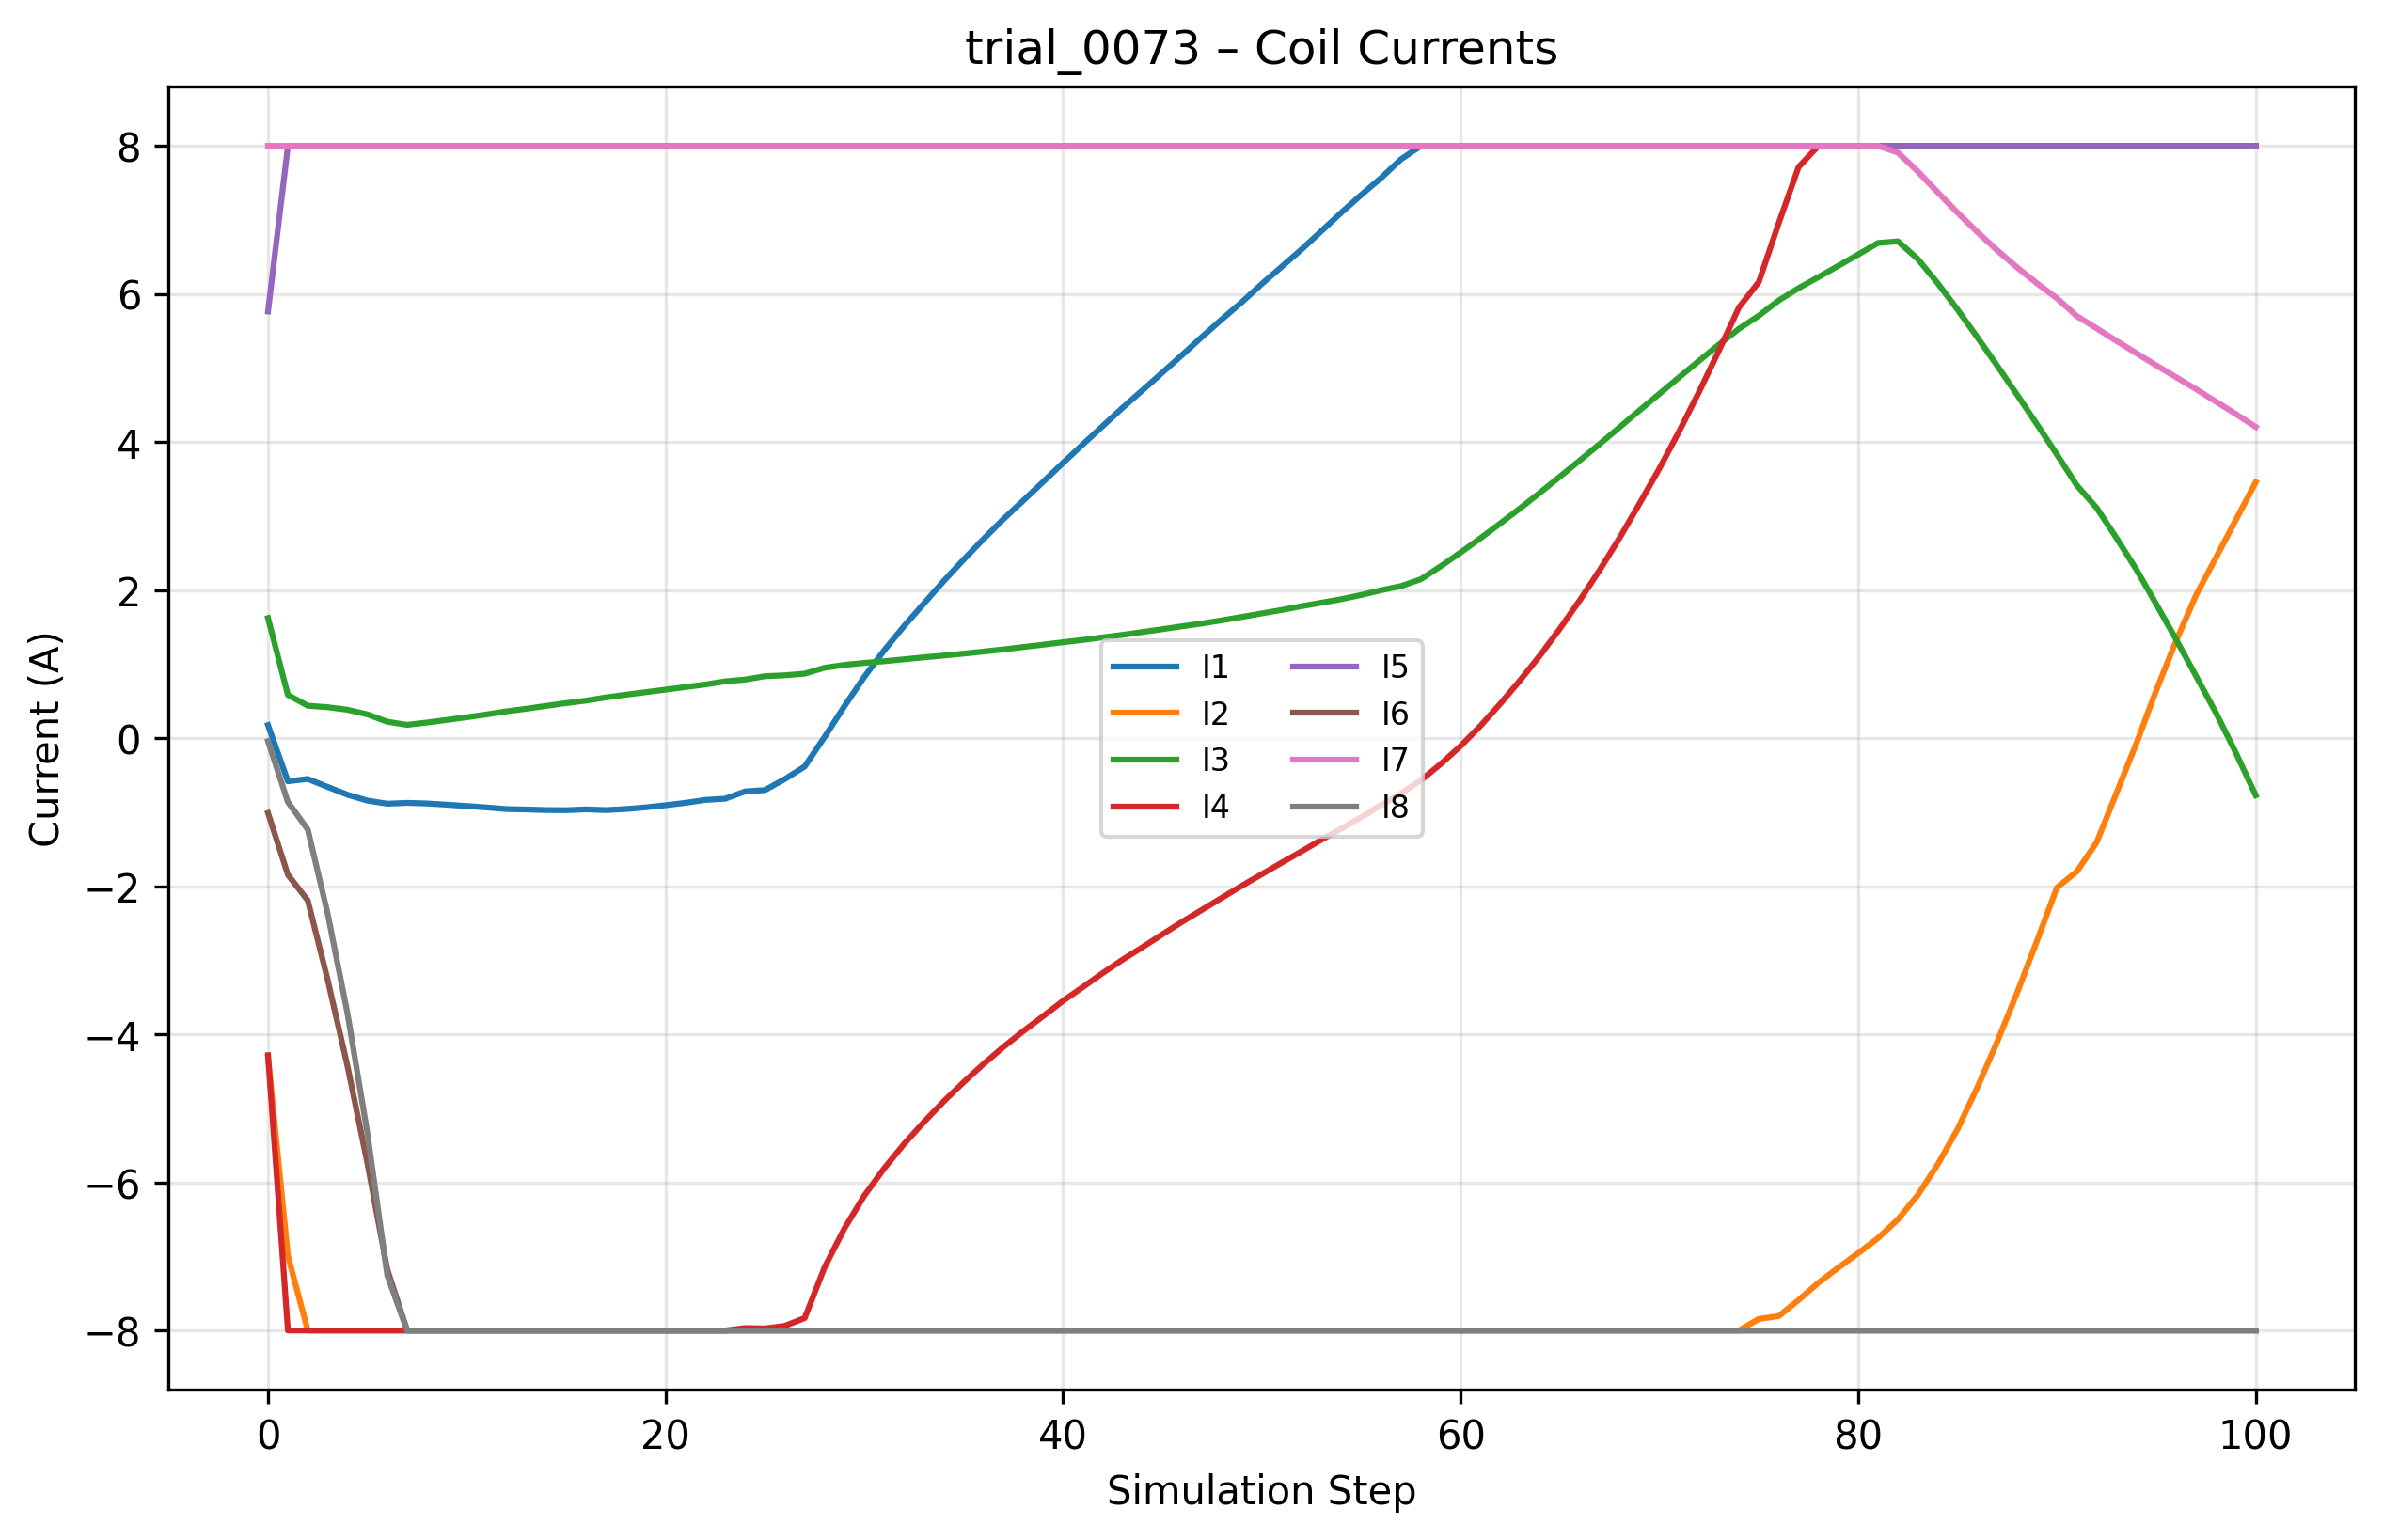 trial_0073 – Coil Currents
Current (A)
8
6
4
2
0
−2
−4
−6
−8
I1
I2
I3
I4
I5
I6
I7
I8
0
20
40
60
80
100
Simulation Step